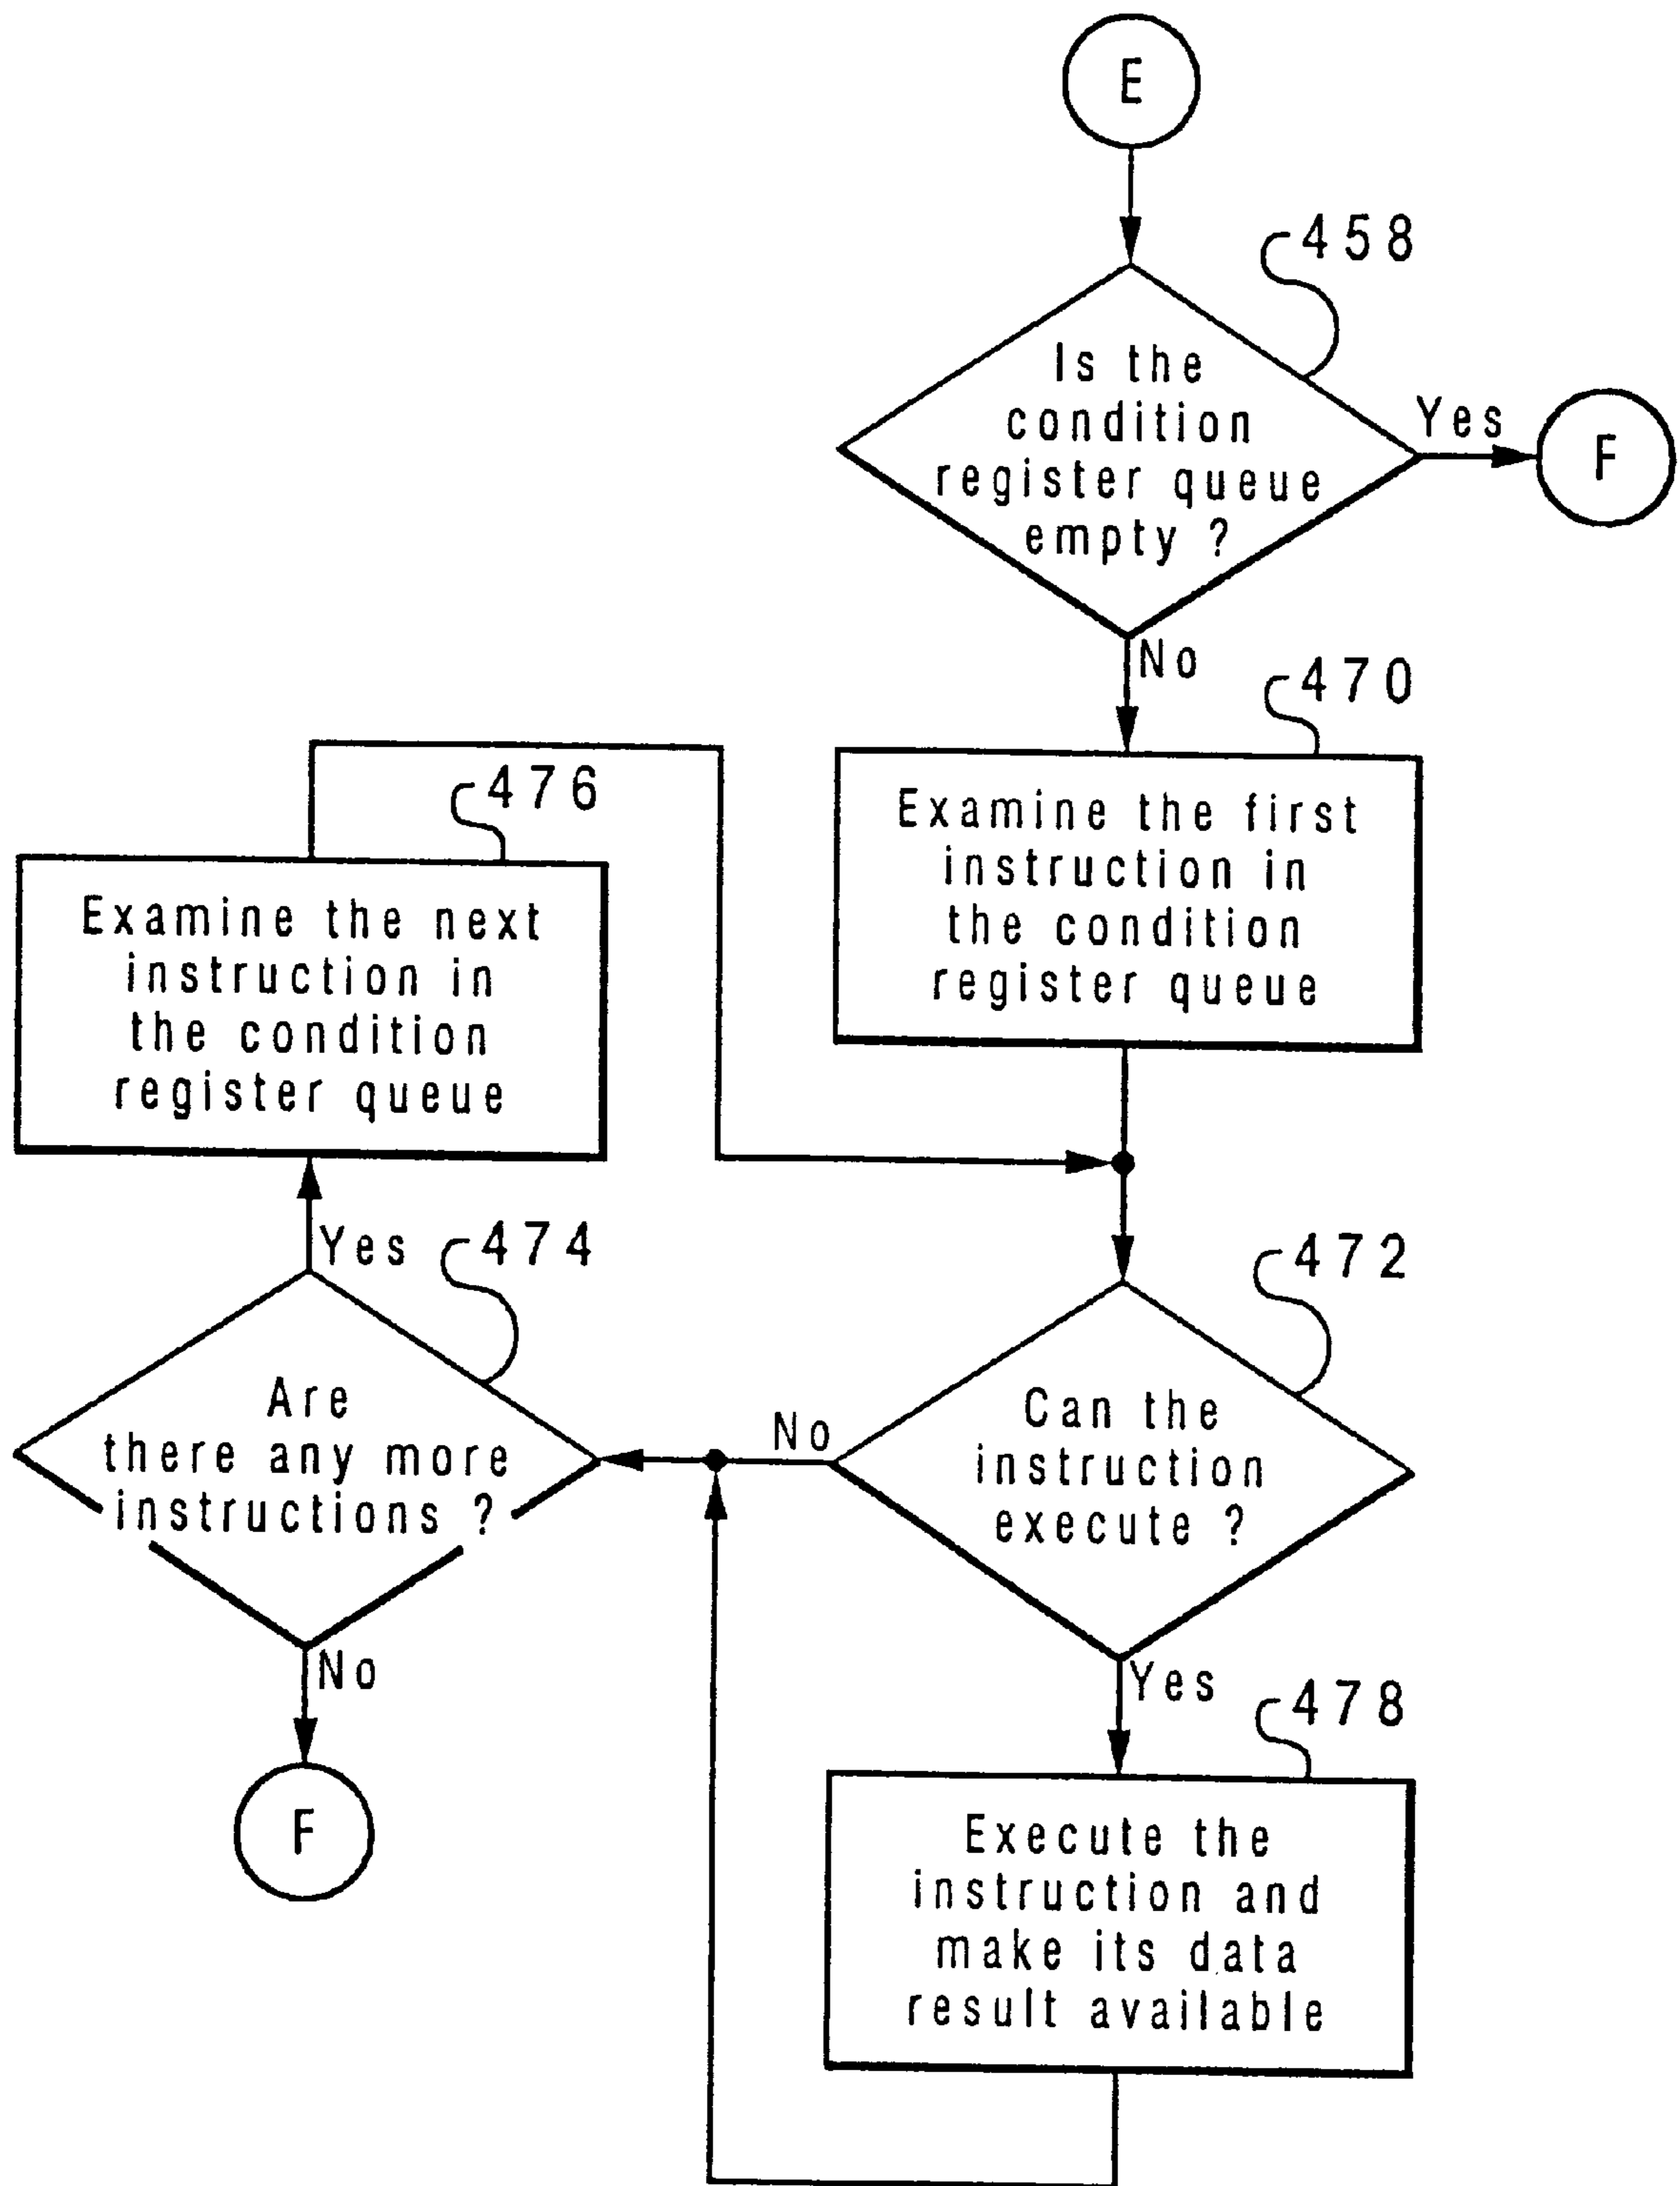 E
458
Is the
condition
register queue
empty ?
Yes
F
No
470
Examine the first
instruction in
the condition
register queue
476
Examine the next
instruction in
the condition
register queue
Yes
474
Are
there any more
instructions ?
No
F
472
Can the
instruction
execute ?
No
Yes
478
Execute the
instruction and
make its data
result available